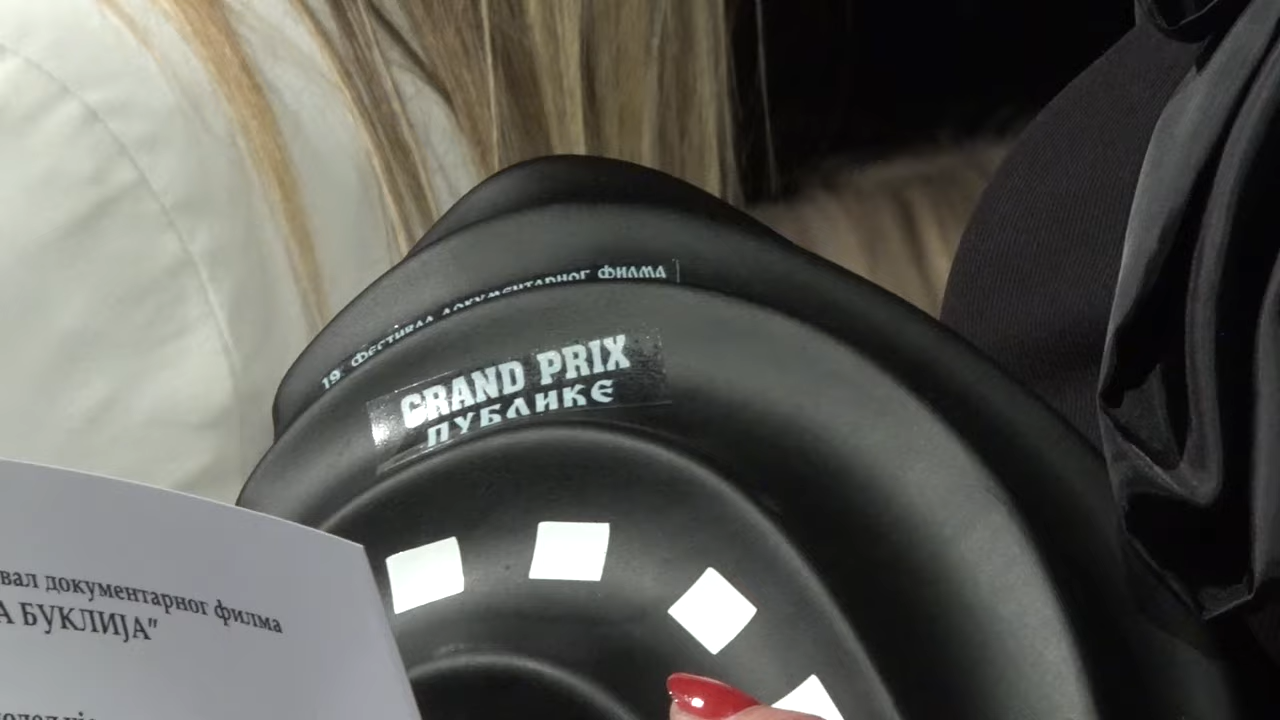 19. ФЕСТИВАЛ ДОКУМЕНТАРНОГ ФИЛМА
GRAND PRIX
ПУБЛИКЕ
вал документарног филма
А БУКЛИЈА"